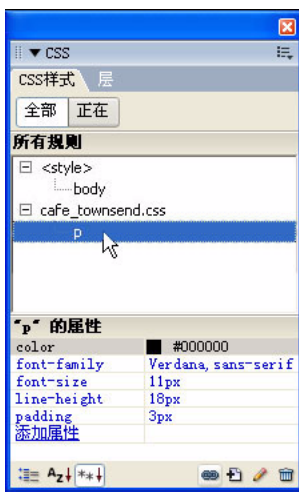 CSS
CSS样式 层
全部 正在
所有规则
<style>
body
cafe_townsend.css
p
"p" 的属性
color #000000
font-family Verdana, sans-serif
font-size 11px
line-height 18px
padding 3px
添加属性
Az↓ **↓